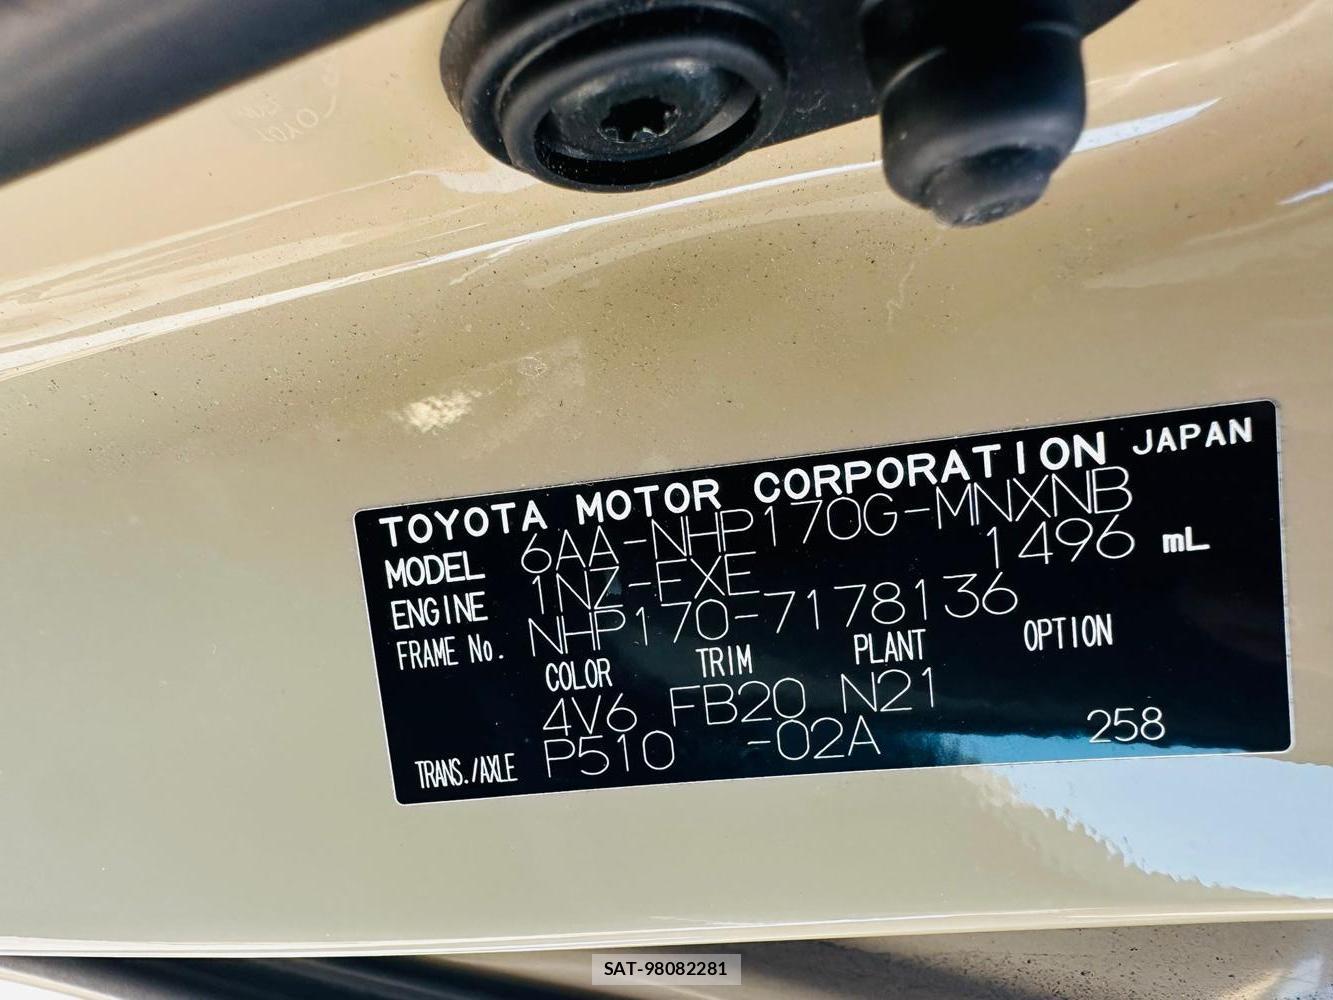 TOYOTA MOTOR CORPORATION JAPAN
MODEL 6AA-NHP170G-MNXNB
ENGINE 1NZ-FXE 1496 mL
FRAME No. NHP170-7178136
COLOR TRIM PLANT OPTION
4V6 FB20 N21
TRANS./AXLE P510 -02A 258
SAT-98082281